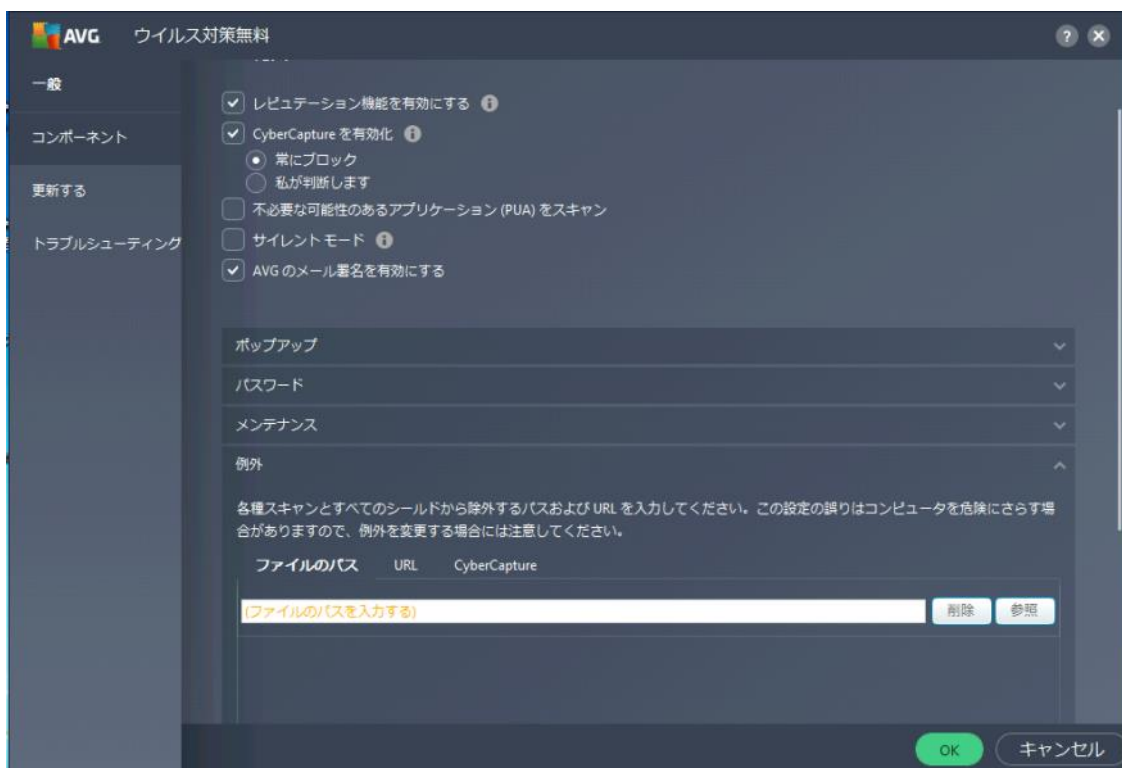 AVG ウイルス対策無料
一般
コンポーネント
更新する
トラブルシューティング
レピュテーション機能を有効にする
CyberCapture を有効化
常にブロック
私が判断します
不必要な可能性のあるアプリケーション (PUA) をスキャン
サイレントモード
AVG のメール署名を有効にする
ポップアップ
パスワード
メンテナンス
例外
各種スキャンとすべてのシールドから除外するパスおよび URL を入力してください。この設定の誤りはコンピュータを危険にさらす場
合がありますので、例外を変更する場合には注意してください。
ファイルのパス URL CyberCapture
(ファイルのパスを入力する) 削除 参照
OK キャンセル